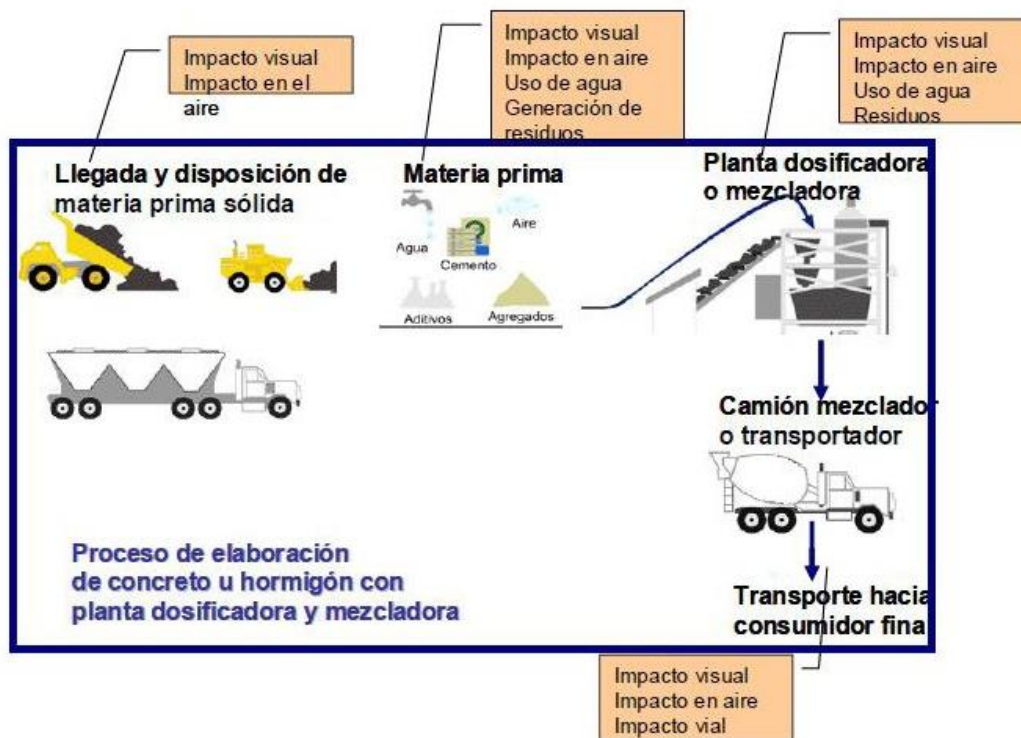 Impacto visual
Impacto en el
aire
Impacto visual
Impacto en aire
Uso de agua
Generación de
residuos
Impacto visual
Impacto en aire
Uso de agua
Residuos
Llegada y disposición de
materia prima sólida
Materia prima
Agua
Aire
Cemento
Aditivos
Agregados
Planta dosificadora
o mezcladora
Camión mezclador
o transportador
Transporte hacia
consumidor fina
Proceso de elaboración
de concreto u hormigón con
planta dosificadora y mezcladora
Impacto visual
Impacto en aire
Impacto vial